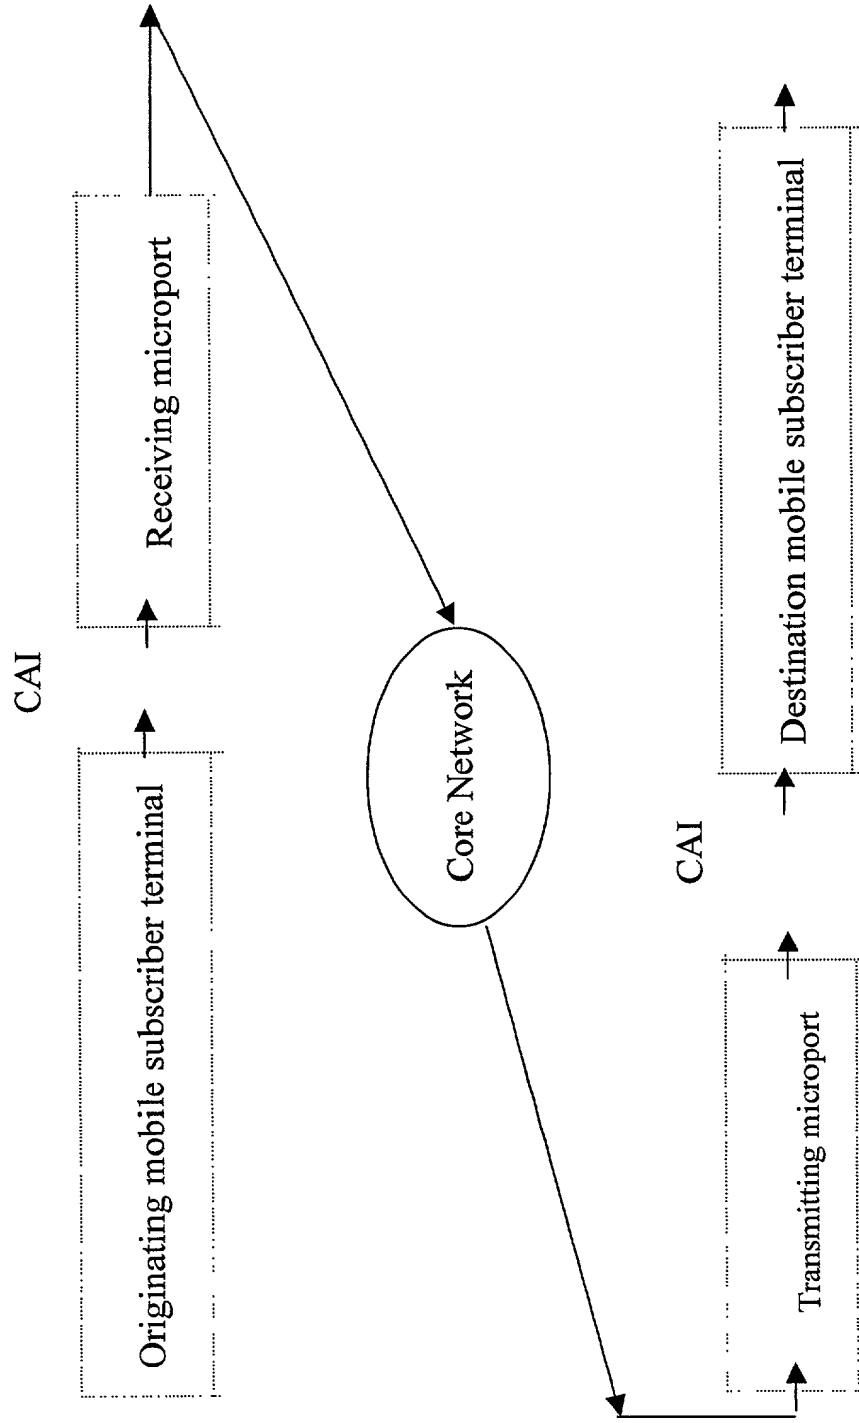 CAI
Originating mobile subscriber terminal
Receiving microport
Core Network
CAI
Transmitting microport
Destination mobile subscriber terminal